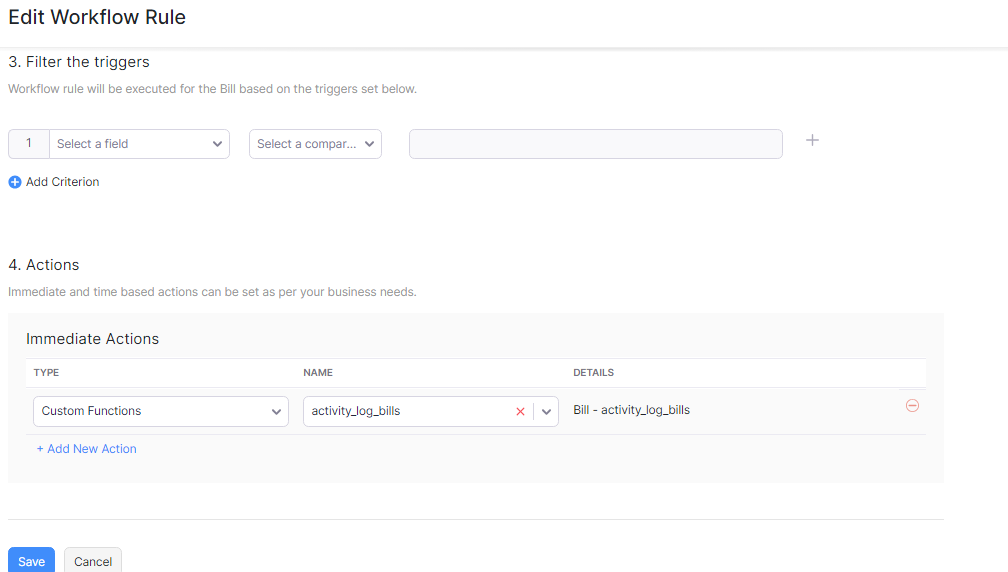 Edit Workflow Rule
3. Filter the triggers
Workflow rule will be executed for the Bill based on the triggers set below.
1 Select a field Select a compar...
Add Criterion
4. Actions
Immediate and time based actions can be set as per your business needs.
Immediate Actions
TYPE NAME DETAILS
Custom Functions activity_log_bills Bill - activity_log_bills
+ Add New Action
Save Cancel